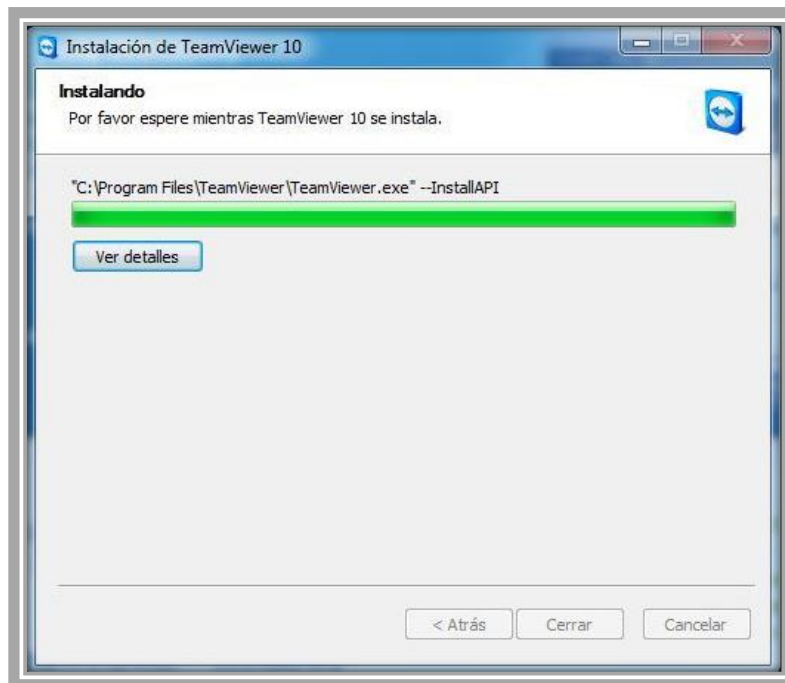 Instalación de TeamViewer 10
Instalando
Por favor espere mientras TeamViewer 10 se instala.
"C:\Program Files\TeamViewer\TeamViewer.exe" --InstallAPI
Ver detalles
< Atrás Cerrar Cancelar